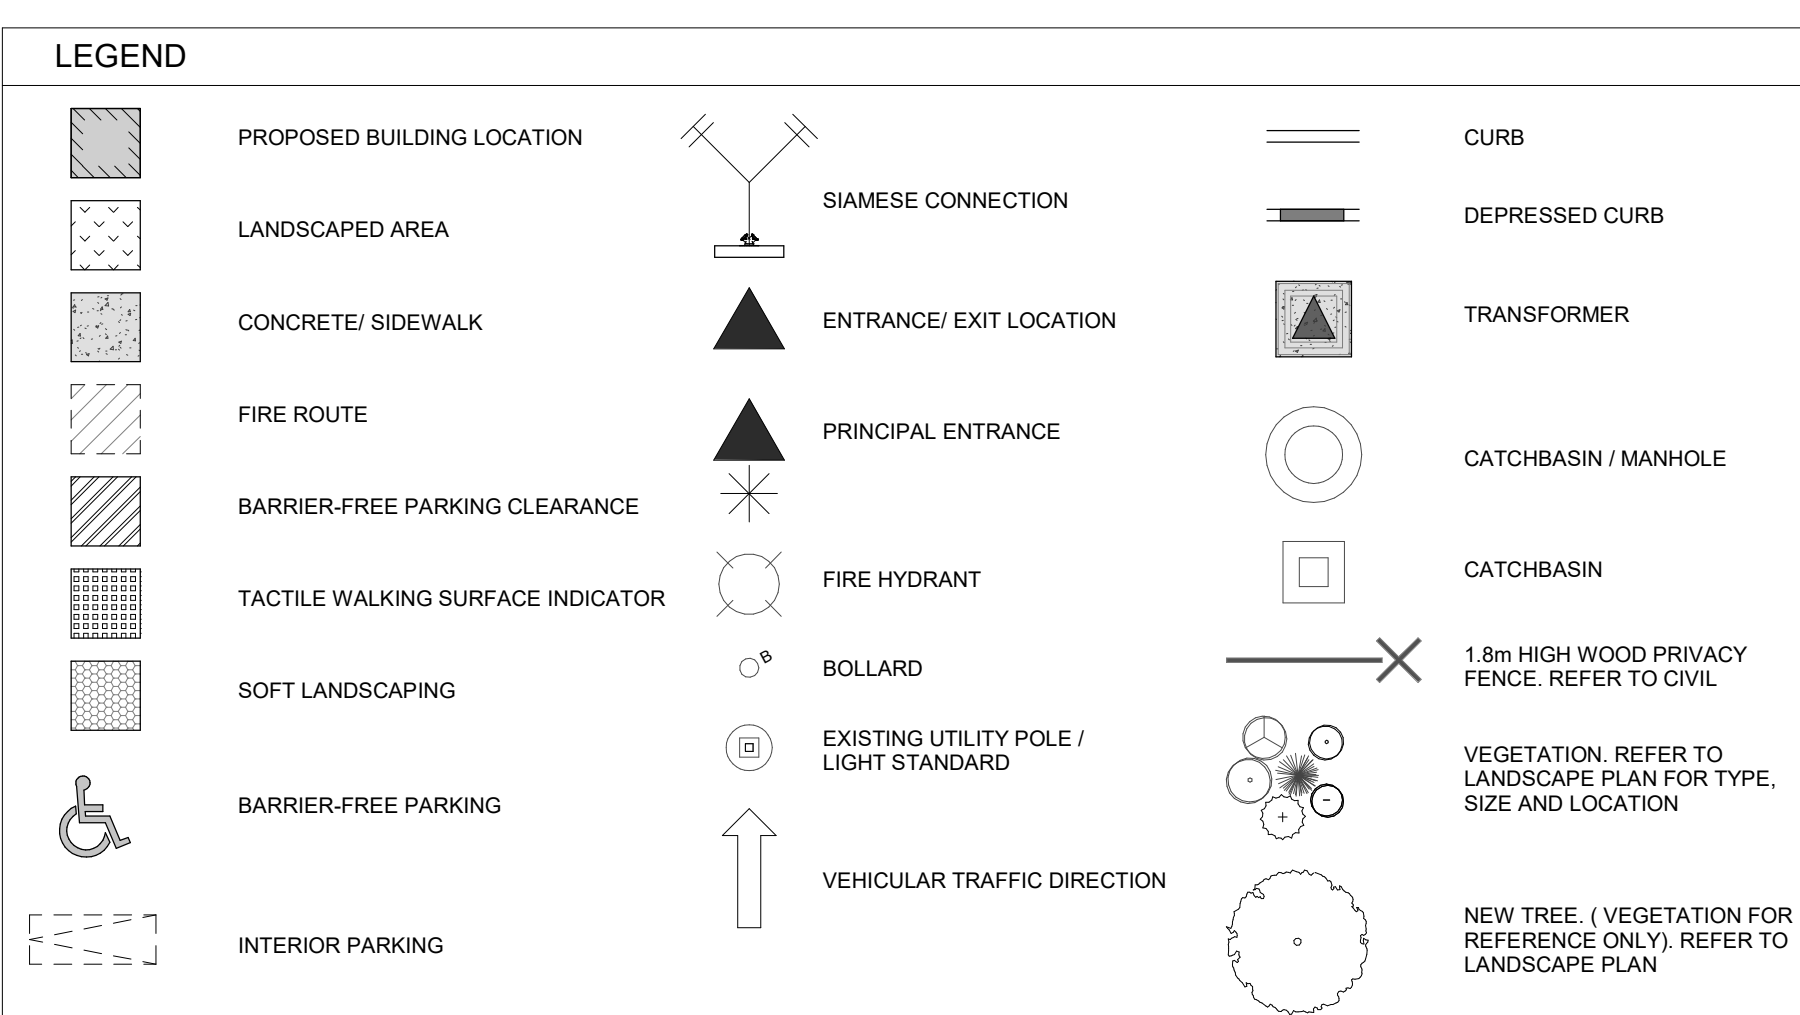 LEGEND
PROPOSED BUILDING LOCATION
LANDSCAPED AREA
CONCRETE/ SIDEWALK
FIRE ROUTE
BARRIER-FREE PARKING CLEARANCE
TACTILE WALKING SURFACE INDICATOR
SOFT LANDSCAPING
BARRIER-FREE PARKING
INTERIOR PARKING
SIAMESE CONNECTION
ENTRANCE/ EXIT LOCATION
PRINCIPAL ENTRANCE
FIRE HYDRANT
B
BOLLARD
EXISTING UTILITY POLE /
LIGHT STANDARD
VEHICULAR TRAFFIC DIRECTION
CURB
DEPRESSED CURB
TRANSFORMER
CATCHBASIN / MANHOLE
CATCHBASIN
1.8m HIGH WOOD PRIVACY
FENCE. REFER TO CIVIL
VEGETATION. REFER TO
LANDSCAPE PLAN FOR TYPE,
SIZE AND LOCATION
NEW TREE. ( VEGETATION FOR
REFERENCE ONLY). REFER TO
LANDSCAPE PLAN